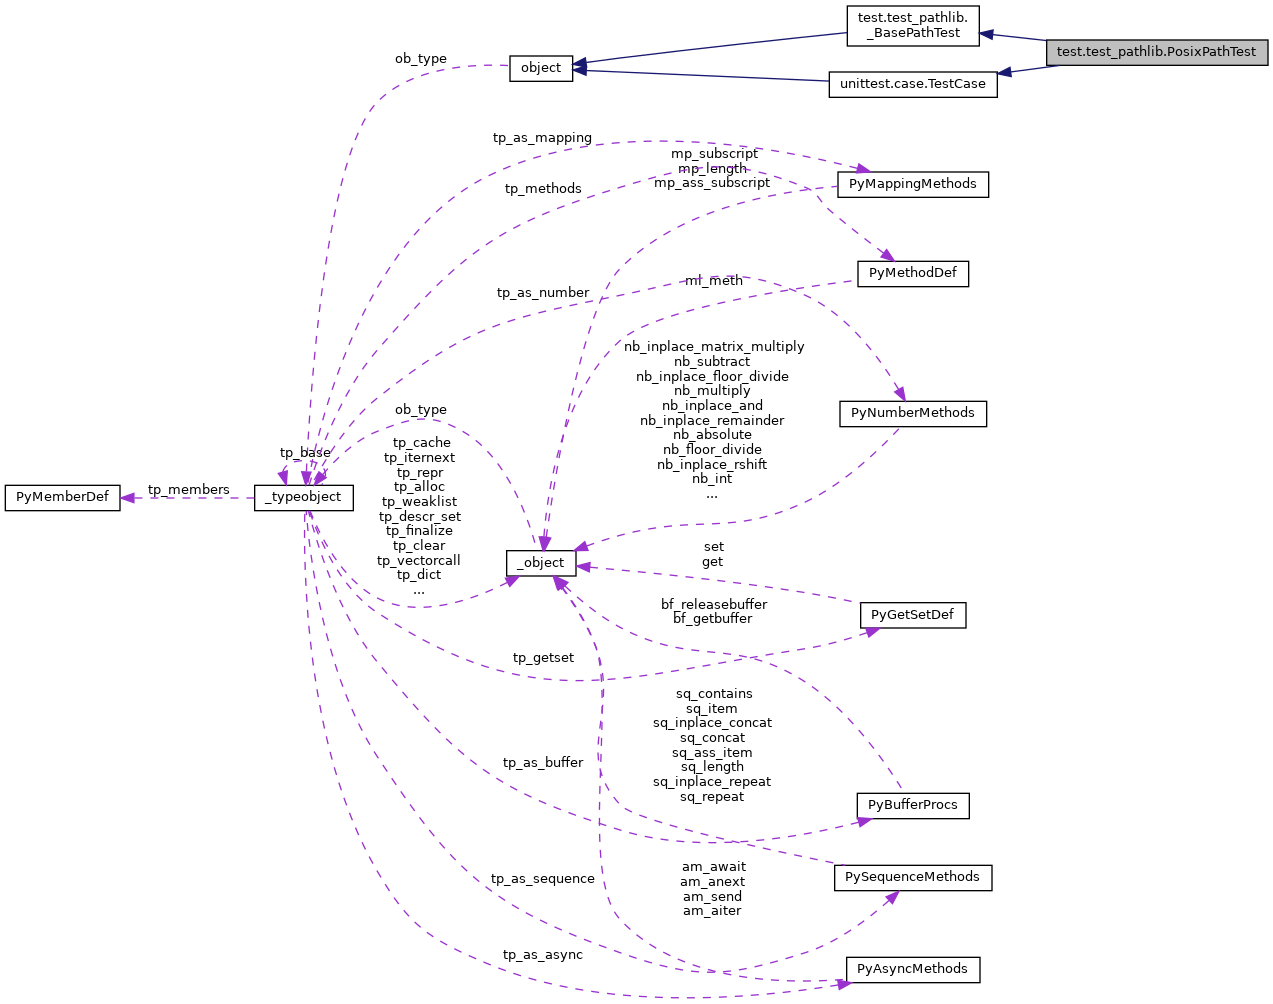 test.test_pathlib.
_BasePathTest
test.test_pathlib.PosixPathTest
ob_type
object
unittest.case.TestCase
tp_as_mapping
mp_subscript
mp_length
mp_ass_subscript
PyMappingMethods
tp_methods
PyMethodDef
ml_meth
tp_as_number
nb_inplace_matrix_multiply
nb_subtract
nb_inplace_floor_divide
nb_multiply
nb_inplace_and
nb_inplace_remainder
nb_absolute
nb_floor_divide
nb_inplace_rshift
nb_int
...
PyNumberMethods
ob_type
tp_cache
tp_iternext
tp_repr
tp_alloc
tp_weaklist
tp_descr_set
tp_finalize
tp_clear
tp_vectorcall
tp_dict
...
tp_base
PyMemberDef
tp_members
_typeobject
_object
set
get
PyGetSetDef
bf_releasebuffer
bf_getbuffer
tp_getset
sq_contains
sq_item
sq_inplace_concat
sq_concat
sq_ass_item
sq_length
sq_inplace_repeat
sq_repeat
tp_as_buffer
PyBufferProcs
PySequenceMethods
tp_as_sequence
am_await
am_anext
am_send
am_aiter
tp_as_async
PyAsyncMethods